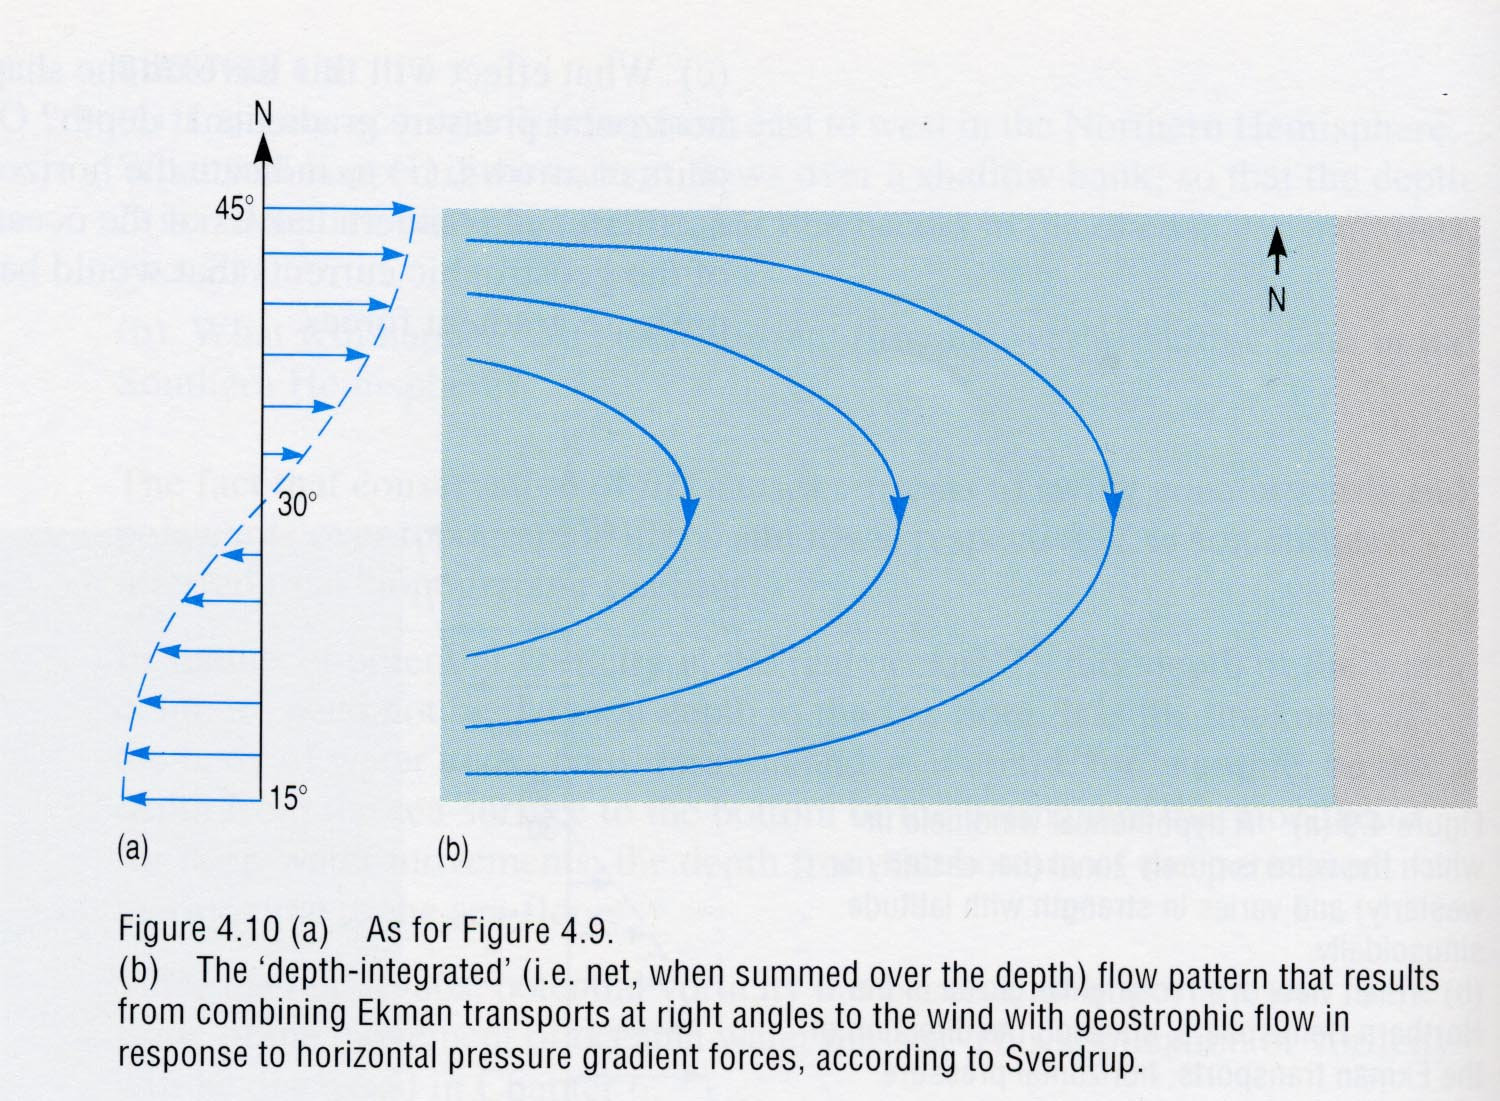 N
45°
30°
15°
N
(a)
(b)
Figure 4.10 (a) As for Figure 4.9.
(b) The ‘depth-integrated’ (i.e. net, when summed over the depth) flow pattern that results
from combining Ekman transports at right angles to the wind with geostrophic flow in
response to horizontal pressure gradient forces, according to Sverdrup.